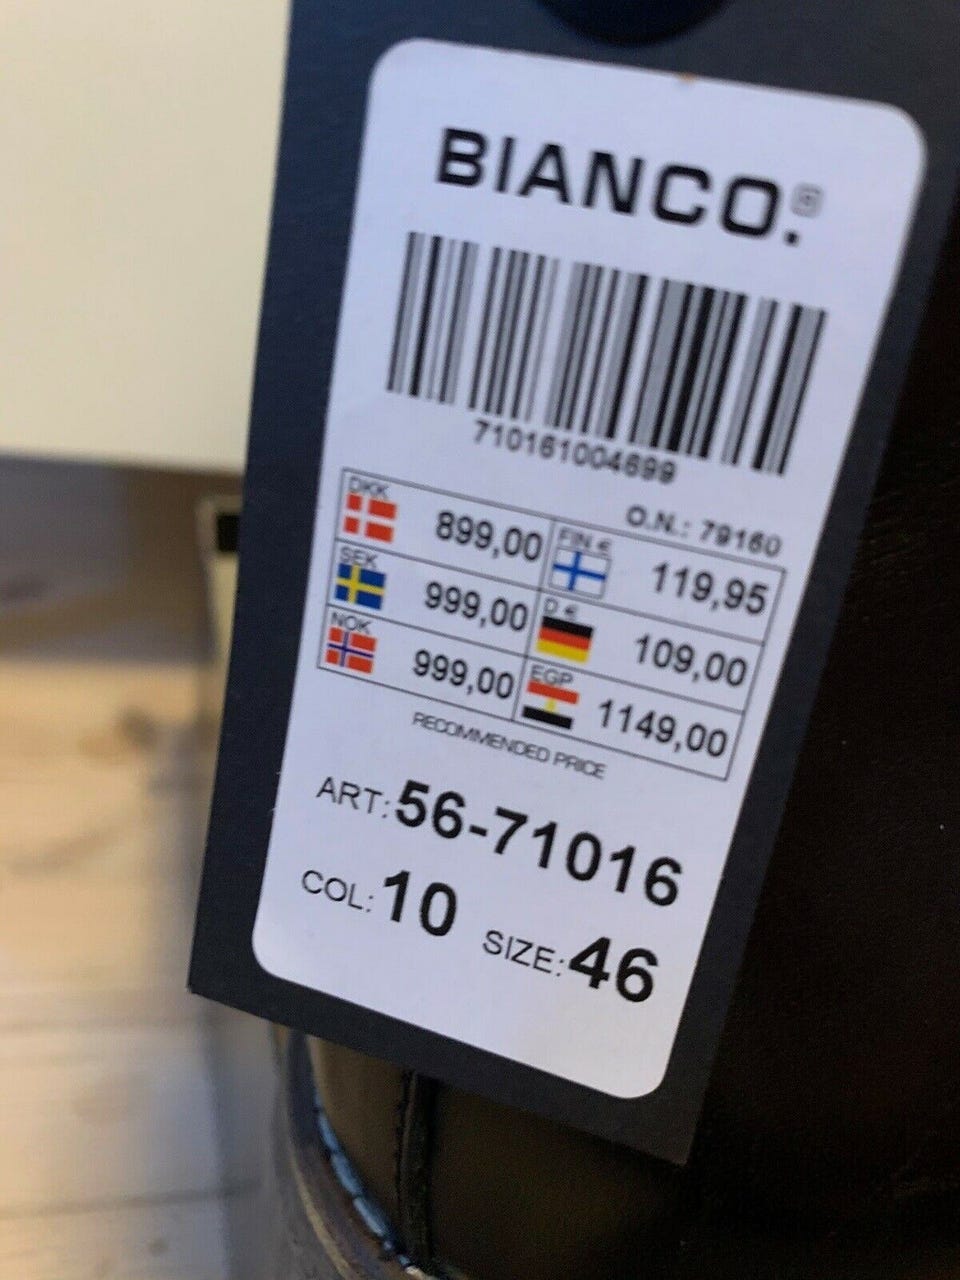 BIANCO.®
710161004699
O.N.: 79160
DKK 899,00 FIN € 119,95
SEK 999,00 D € 109,00
NOK 999,00 EGP 1149,00
RECOMMENDED PRICE
ART: 56-71016
COL: 10 SIZE: 46